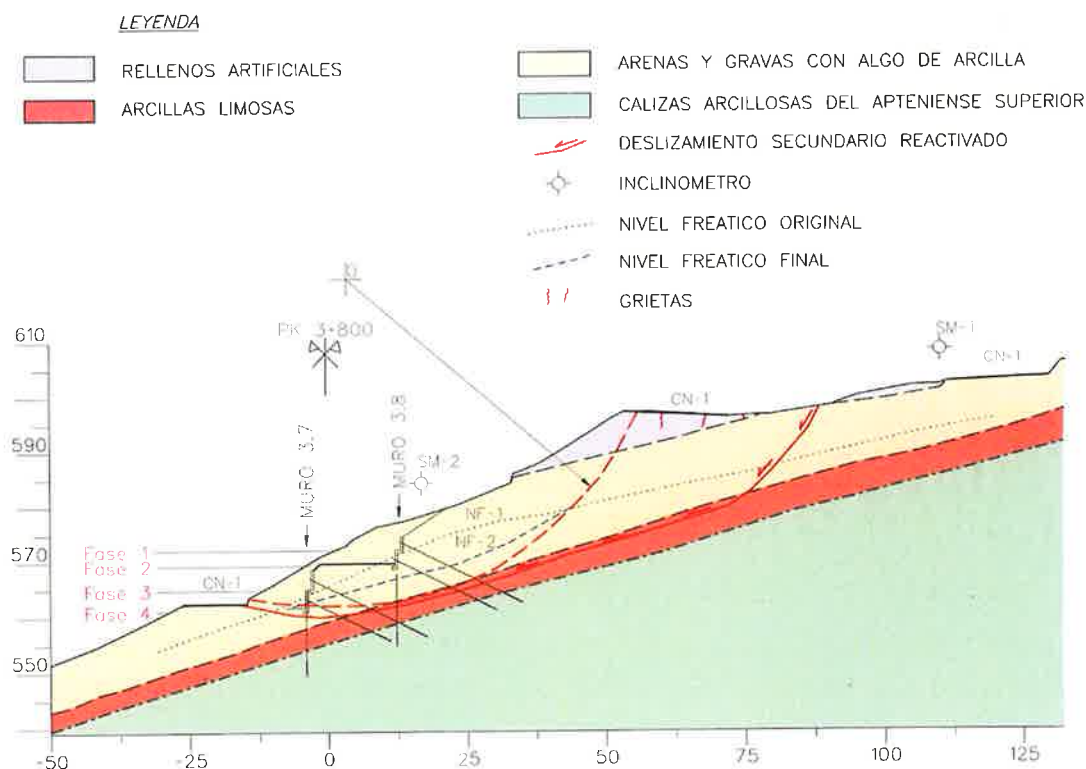 LEYENDA
RELLENOS ARTIFICIALES
ARCILLAS LIMOSAS
ARENAS Y GRAVAS CON ALGO DE ARCILLA
CALIZAS ARCILLOSAS DEL APTENIENSE SUPERIOR
DESLIZAMIENTO SECUNDARIO REACTIVADO
INCLINOMETRO
NIVEL FREATICO ORIGINAL
NIVEL FREATICO FINAL
GRIETAS
PK 3+800
610
590
570
550
SM-1
CN-1
CN-1
MURO 3.8
SM-2
MURO 3.7
NF-1
NF-2
Fase 1
Fase 2
CN-1
Fase 3
Fase 4
-50
-25
0
25
50
75
100
125